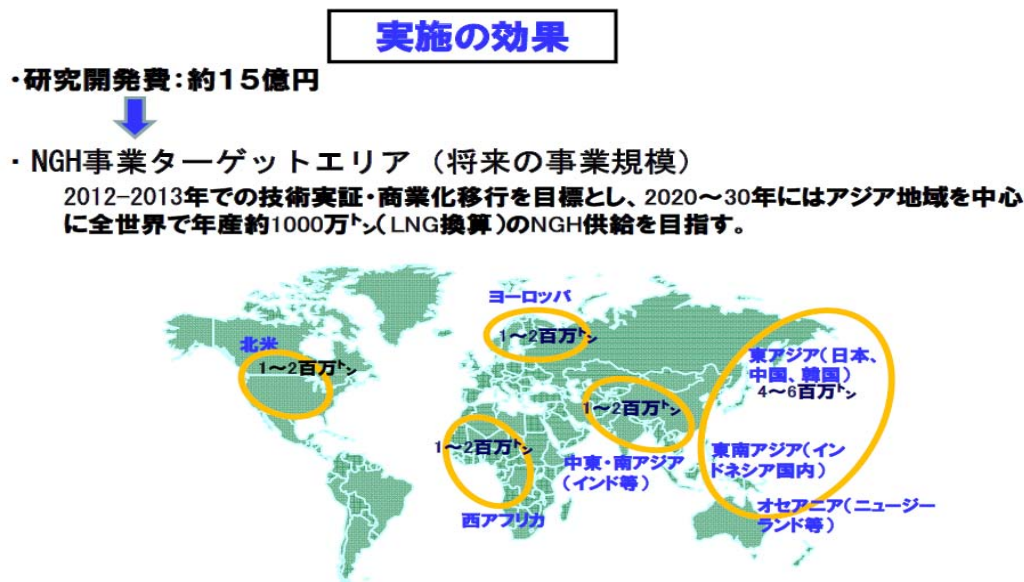 実施の効果
・研究開発費：約１５億円
・NGH事業ターゲットエリア（将来の事業規模）
2012-2013年での技術実証・商業化移行を目標とし、2020～30年にはアジア地域を中心
に全世界で年産約1000万㌧（LNG換算）のNGH供給を目指す。
ヨーロッパ
1～2百万㌧
北米
1～2百万㌧
東アジア（日本、
中国、韓国）
4～6百万㌧
1～2百万㌧
1～2百万㌧
中東・南アジア
（インド等）
東南アジア（イン
ドネシア国内）
西アフリカ
オセアニア（ニュージー
ランド等）